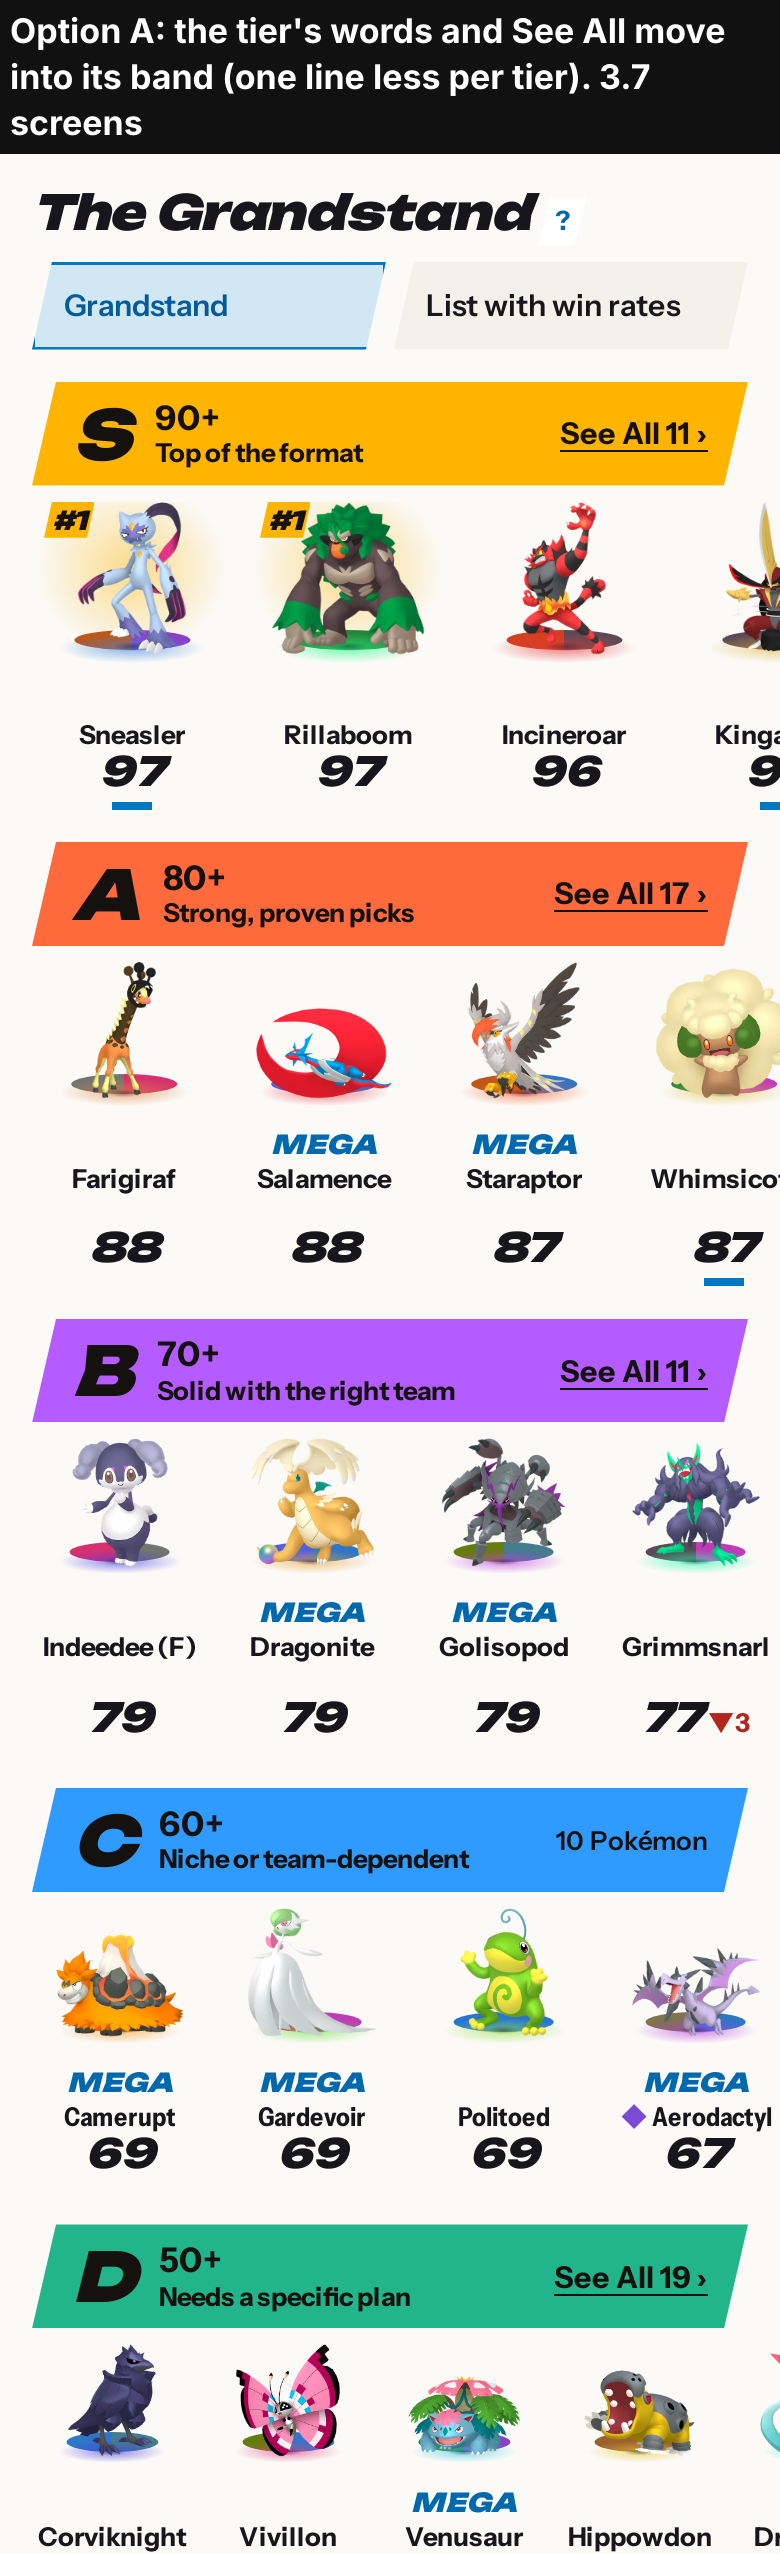 Option A: the tier's words and See All move
into its band (one line less per tier). 3.7
screens
The Grandstand ?
Grandstand
List with win rates
S 90+
Top of the format
See All 11 ›
#1
#1
Sneasler
Rillaboom
Incineroar
97
97
96
A 80+
Strong, proven picks
See All 17 ›
MEGA
MEGA
Farigiraf
Salamence
Staraptor
88
88
87
87
B 70+
Solid with the right team
See All 11 ›
MEGA
MEGA
Indeedee (F)
Dragonite
Golisopod
Grimmsnarl
79
79
79
77▼3
C 60+
Niche or team-dependent
10 Pokémon
MEGA
MEGA
MEGA
Camerupt
Gardevoir
Politoed
Aerodactyl
69
69
69
67
D 50+
Needs a specific plan
See All 19 ›
MEGA
Corviknight
Vivillon
Venusaur
Hippowdon